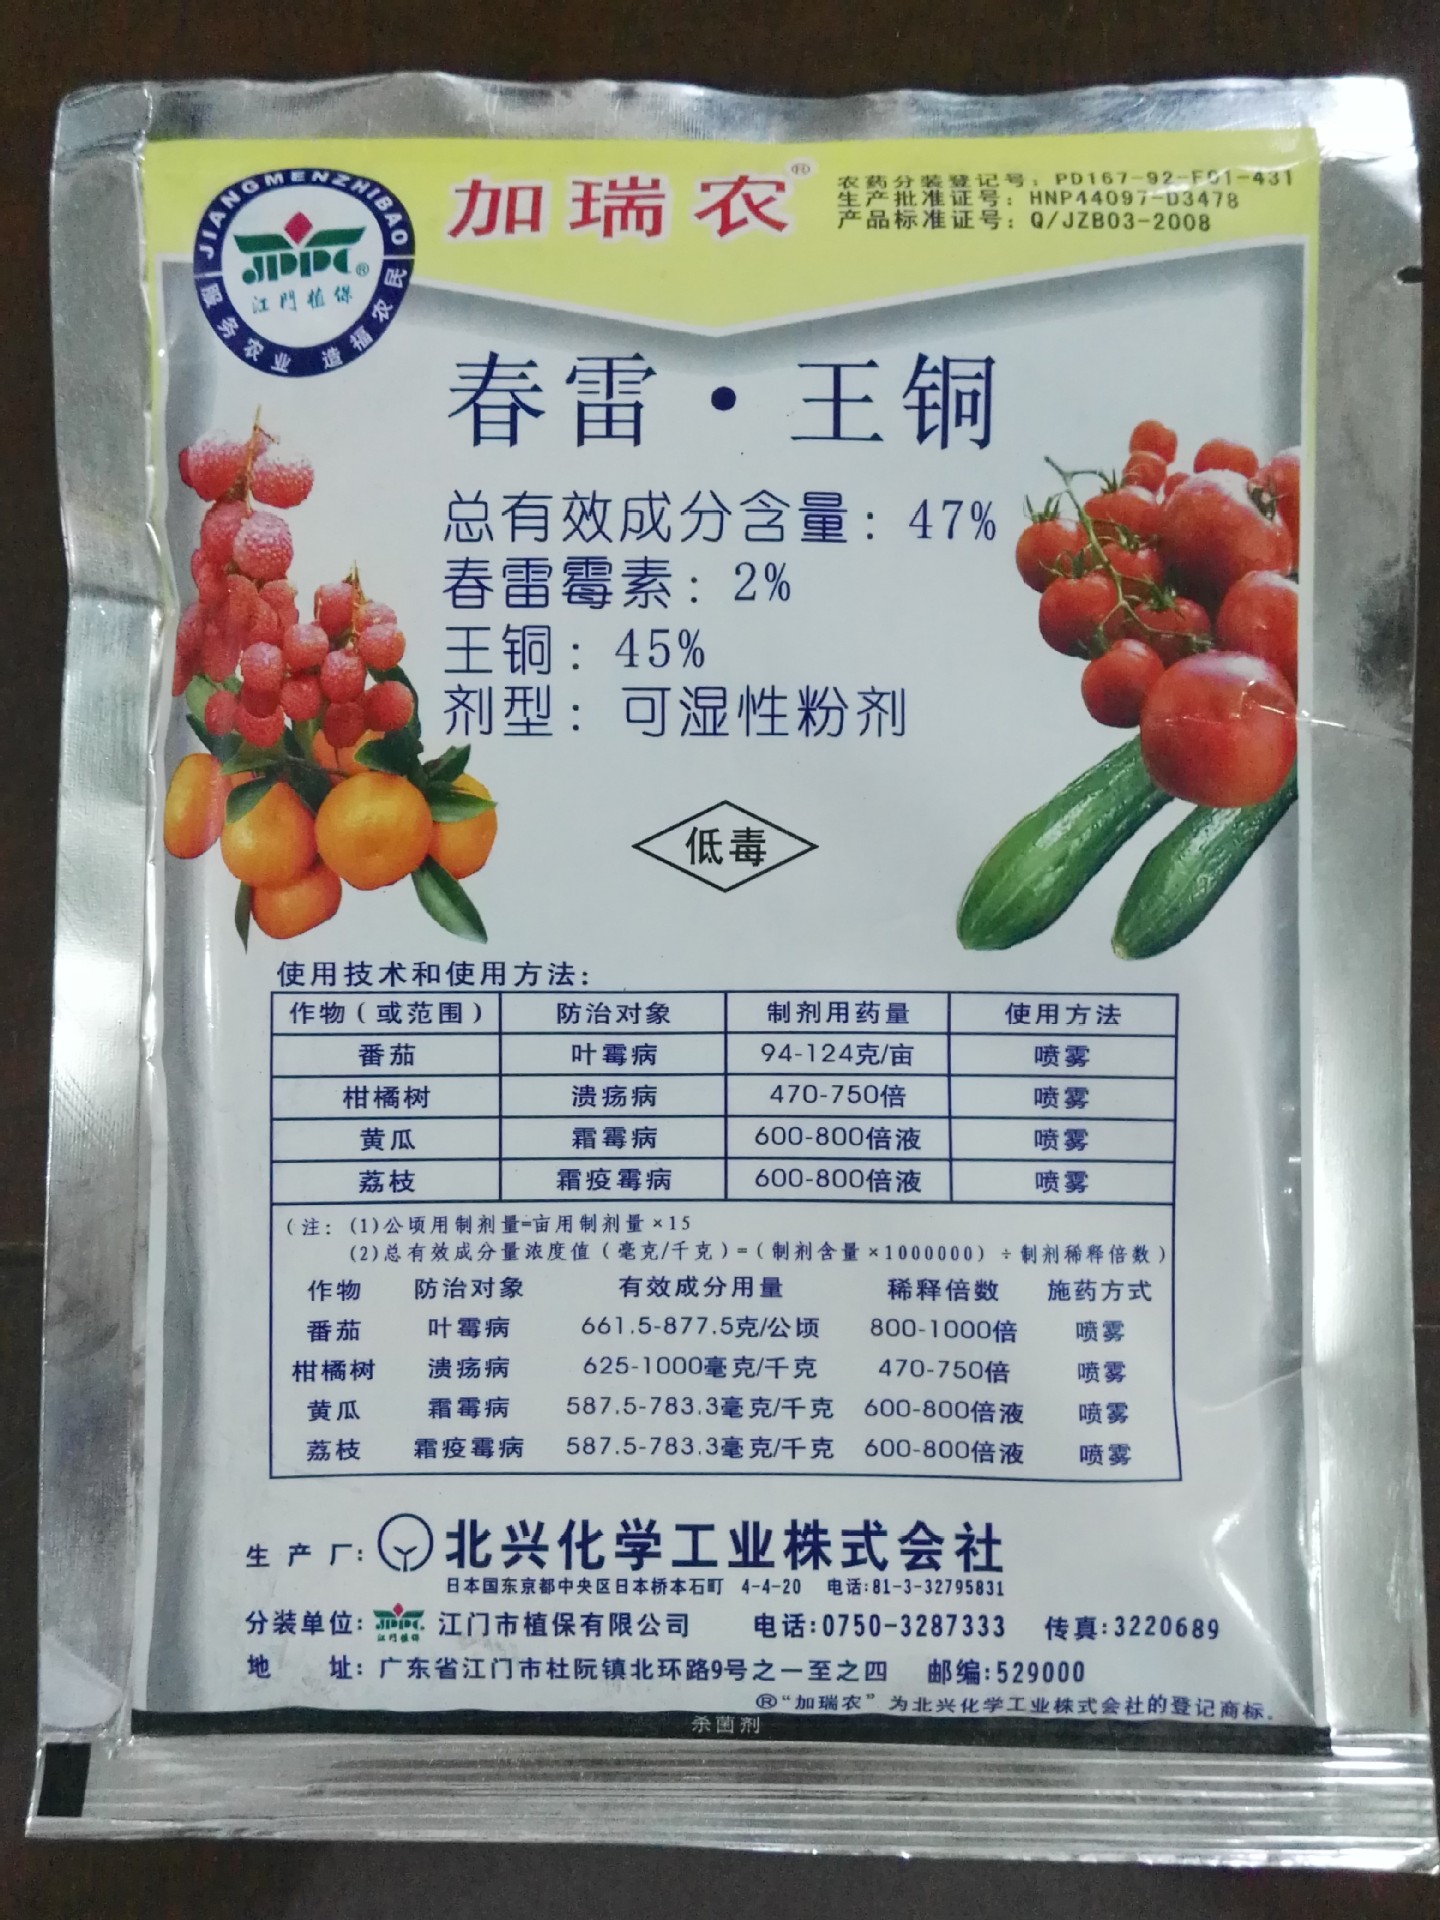 JIANGMENZHIBAO
JPPC®
江門植保
服务农业 造福农民
加瑞农®
农药分装登记号：PD167-92-F01-431
生产批准证号：HNP44097-D3478
产品标准证号：Q/JZB03-2008
春雷·王铜
总有效成分含量：47%
春雷霉素：2%
王铜：45%
剂型：可湿性粉剂
低毒
使用技术和使用方法：
作物（或范围） 防治对象 制剂用药量 使用方法
番茄 叶霉病 94-124克/亩 喷雾
柑橘树 溃疡病 470-750倍 喷雾
黄瓜 霜霉病 600-800倍液 喷雾
荔枝 霜疫霉病 600-800倍液 喷雾
（注：(1)公顷用制剂量=亩用制剂量×15
(2)总有效成分量浓度值（毫克/千克）=（制剂含量×1000000）÷制剂稀释倍数）
作物 防治对象 有效成分用量 稀释倍数 施药方式
番茄 叶霉病 661.5-877.5克/公顷 800-1000倍 喷雾
柑橘树 溃疡病 625-1000毫克/千克 470-750倍 喷雾
黄瓜 霜霉病 587.5-783.3毫克/千克 600-800倍液 喷雾
荔枝 霜疫霉病 587.5-783.3毫克/千克 600-800倍液 喷雾
生产厂：北兴化学工业株式会社
日本国东京都中央区日本桥本石町 4-4-20 电话:81-3-32795831
分装单位：JPPC 江門植保 江门市植保有限公司 电话:0750-3287333 传真:3220689
地 址：广东省江门市杜阮镇北环路9号之一至之四 邮编:529000
®“加瑞农”为北兴化学工业株式会社的登记商标。
杀菌剂